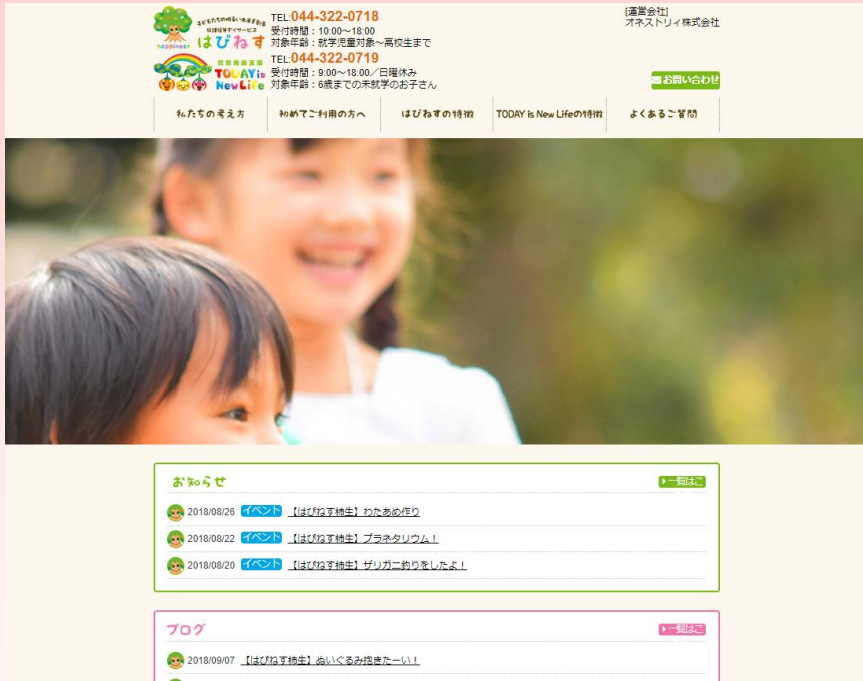 子どもたちの明るい未来を創る
放課後等デイサービス
はぴねす
happiness
TEL:044-322-0718
受付時間：10:00～18:00
対象年齢：就学児童対象～高校生まで
児童発達支援
TODAY is
New Life
TEL:044-322-0719
受付時間：9:00～18:00／日曜休み
対象年齢：6歳までの未就学のお子さん
[運営会社]
オネストリィ株式会社
お問い合わせ
私たちの考え方
初めてご利用の方へ
はぴねすの特徴
TODAY is New Lifeの特徴
よくあるご質問
お知らせ
一覧はこ
2018/08/26 イベント 【はぴねす柿生】わたあめ作り
2018/08/22 イベント 【はぴねす柿生】プラネタリウム！
2018/08/20 イベント 【はぴねす柿生】ザリガニ釣りをしたよ！
ブログ
一覧はこ
2018/09/07 【はぴねす柿生】ぬいぐるみ抱きたーい！